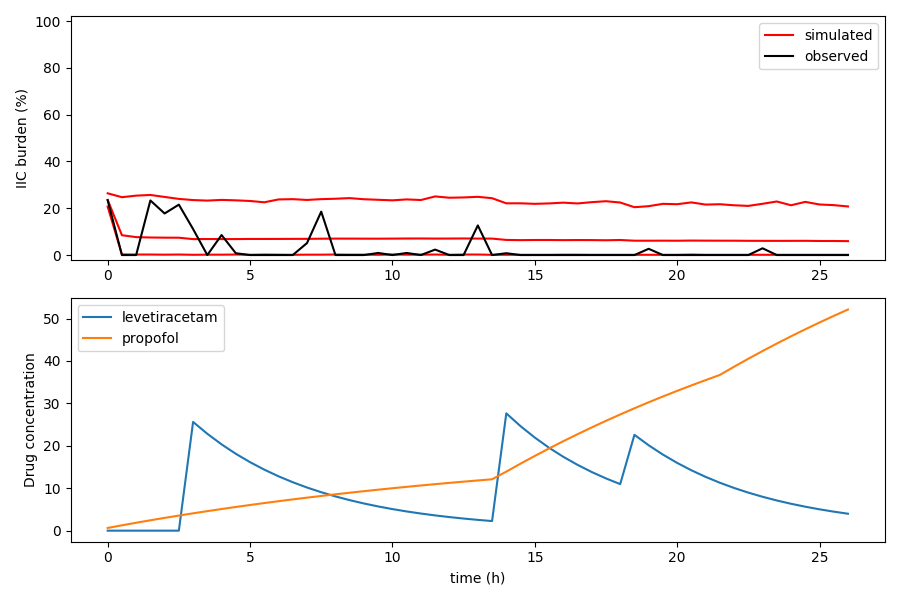 IIC burden (%)
100
80
60
40
20
0
simulated
observed
0 5 10 15 20 25
Drug concentration
50
40
30
20
10
0
levetiracetam
propofol
0 5 10 15 20 25
time (h)